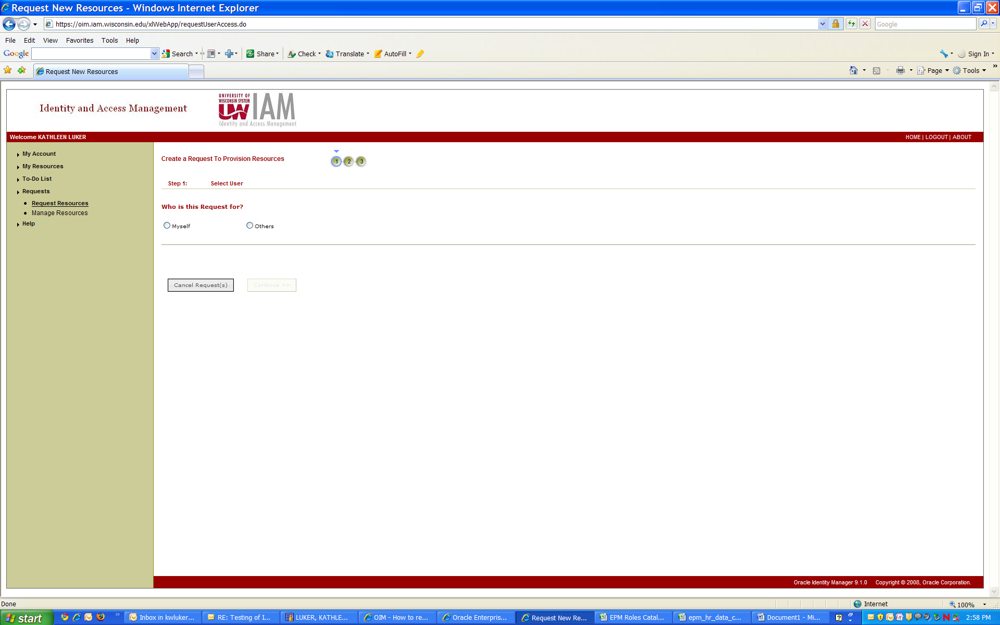 Request New Resources - Windows Internet Explorer
https://oim.iam.wisconsin.edu/xlWebApp/requestUserAccess.do
Google
File Edit View Favorites Tools Help
Google Search Share Check Translate AutoFill Sign In
Request New Resources Page Tools
Identity and Access Management
UNIVERSITY OF
WISCONSIN SYSTEM
UW IAM
Identity and Access Management
Welcome KATHLEEN LUKER HOME | LOGOUT | ABOUT
My Account
My Resources
To-Do List
Requests
Request Resources
Manage Resources
Help
Create a Request To Provision Resources 1 2 3
Step 1: Select User
Who is this Request for?
Myself Others
Cancel Request(s) Continue >>
Oracle Identity Manager 9.1.0 Copyright © 2008, Oracle Corporation.
Done Internet 100%
start Inbox in kwluker... RE: Testing of I... LUKER, KATHLE... OIM - How to re... Oracle Enterpris... Request New Re... EPM Roles Catal... epm_hr_data_c... Document1 - Mi... 2:58 PM